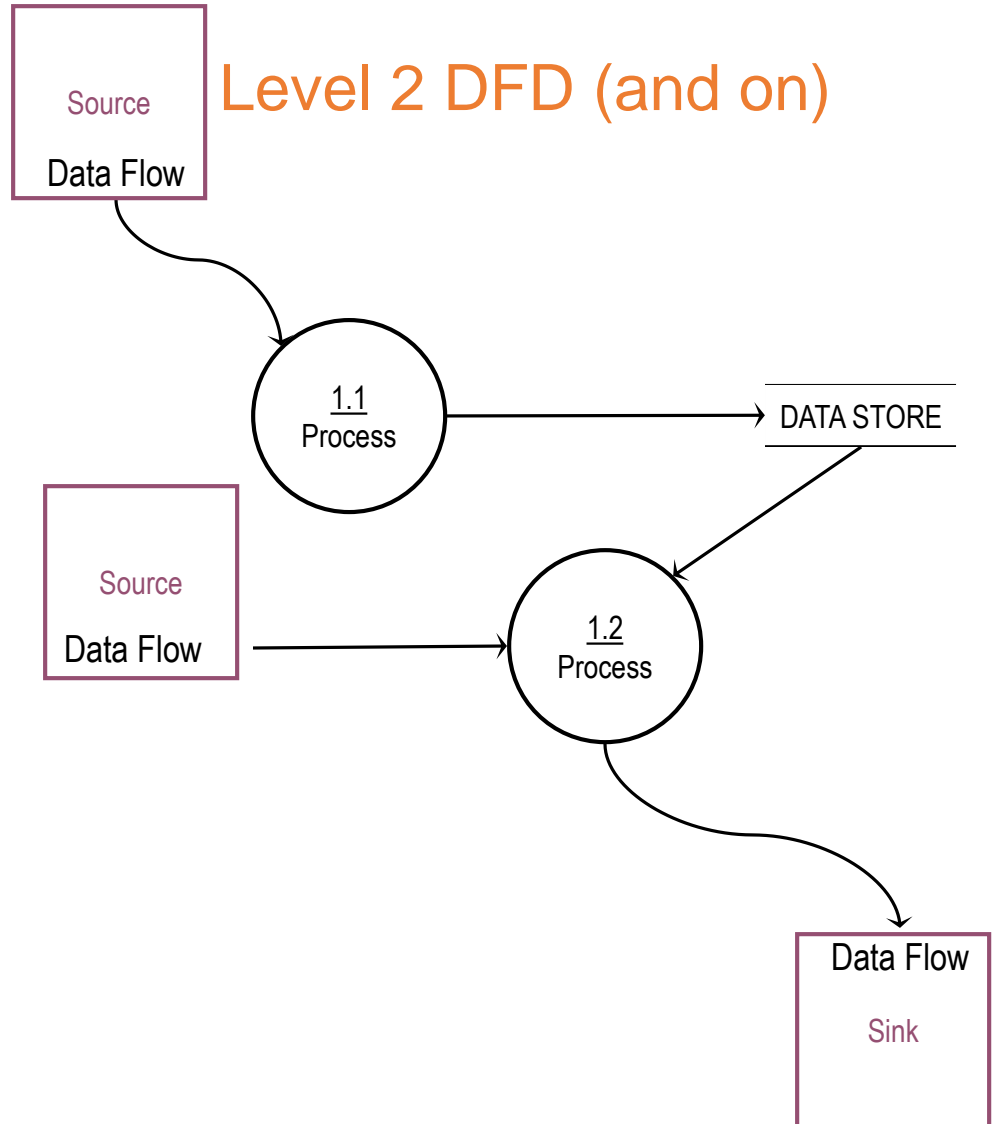 Level 2 DFD (and on)
Source
Data Flow
1.1
Process
DATA STORE
Source
Data Flow
1.2
Process
Data Flow
Sink